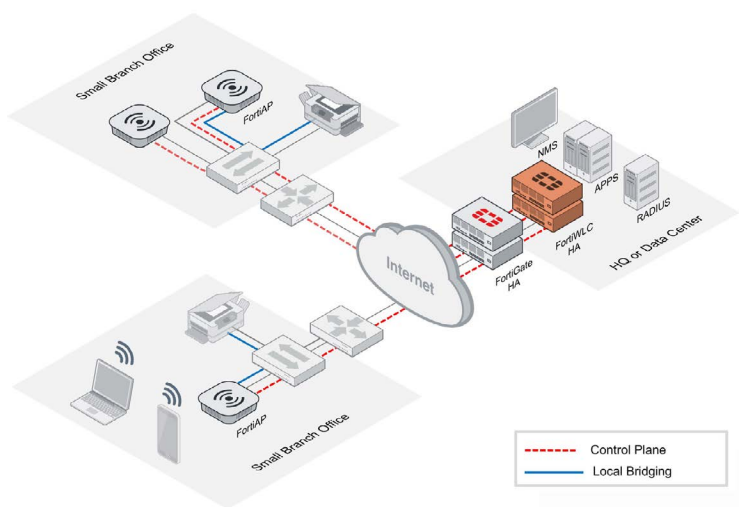 Small Branch Office
FortiAP
NMS
APPS
RADIUS
FortiWLC
HA
FortiGate
HA
HQ or Data Center
Internet
FortiAP
Small Branch Office
Control Plane
Local Bridging